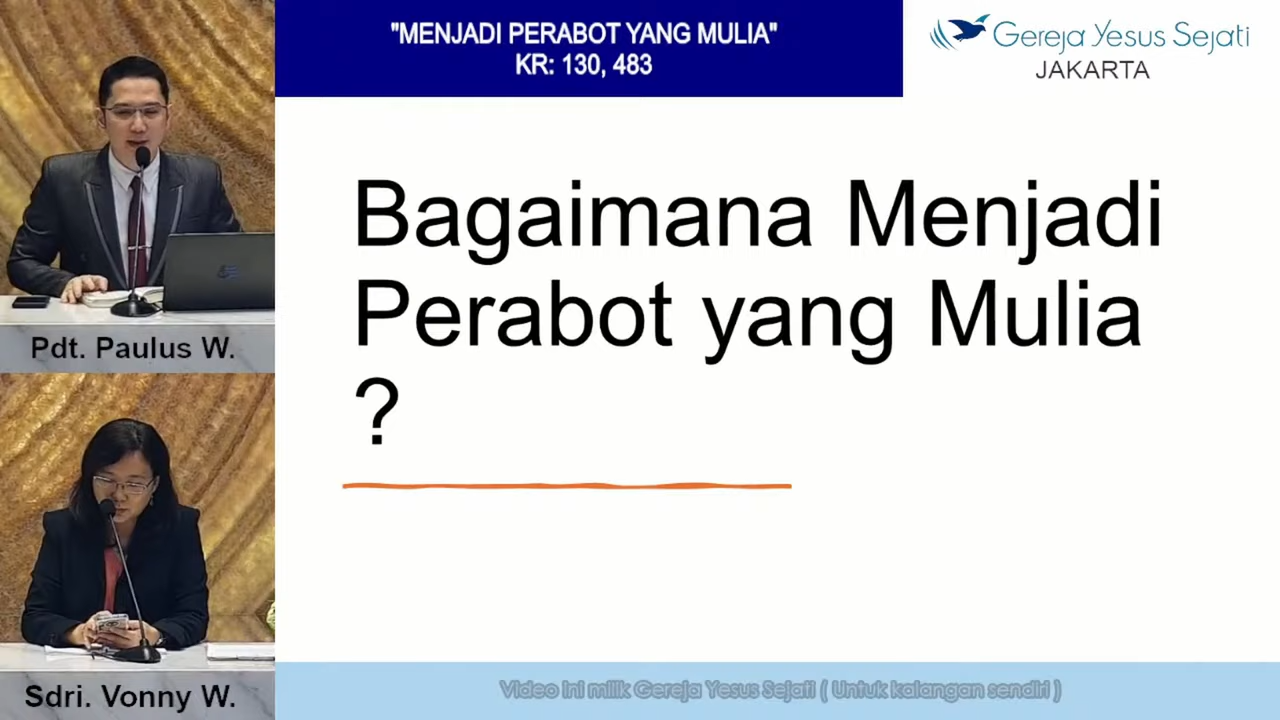 "MENJADI PERABOT YANG MULIA"
KR: 130, 483
Gereja Yesus Sejati
JAKARTA
Bagaimana Menjadi
Perabot yang Mulia
?
Pdt. Paulus W.
Sdri. Vonny W.
Video ini milik Gereja Yesus Sejati ( Untuk kalangan sendiri )